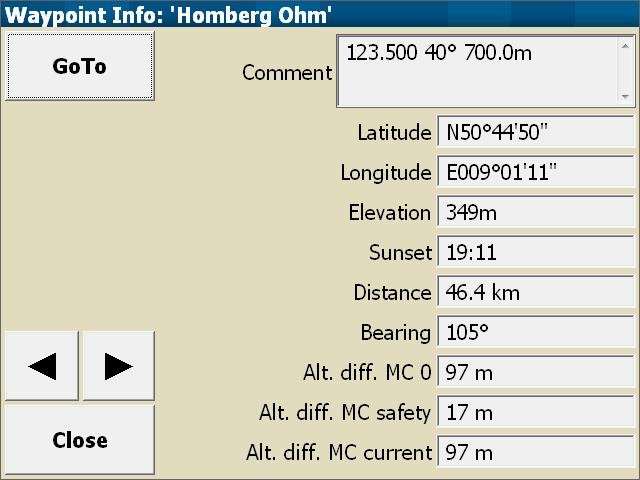 Waypoint Info: 'Homberg Ohm'
GoTo
Comment 123.500 40° 700.0m
Latitude N50°44'50"
Longitude E009°01'11"
Elevation 349m
Sunset 19:11
Distance 46.4 km
Bearing 105°
Alt. diff. MC 0 97 m
Alt. diff. MC safety 17 m
Alt. diff. MC current 97 m
Close